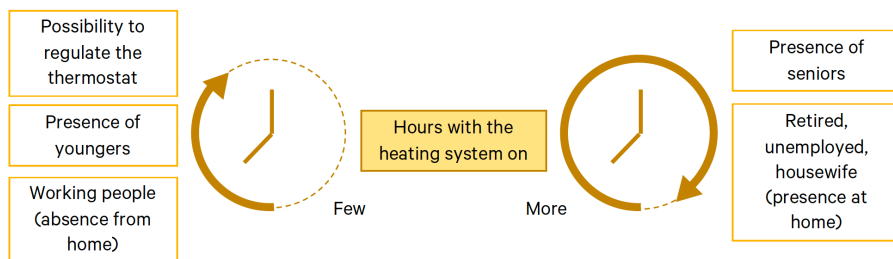 Possibility to
regulate the
thermostat
Presence of
youngers
Working people
(absence from
home)
Few
Hours with the
heating system on
More
Presence of
seniors
Retired,
unemployed,
housewife
(presence at
home)